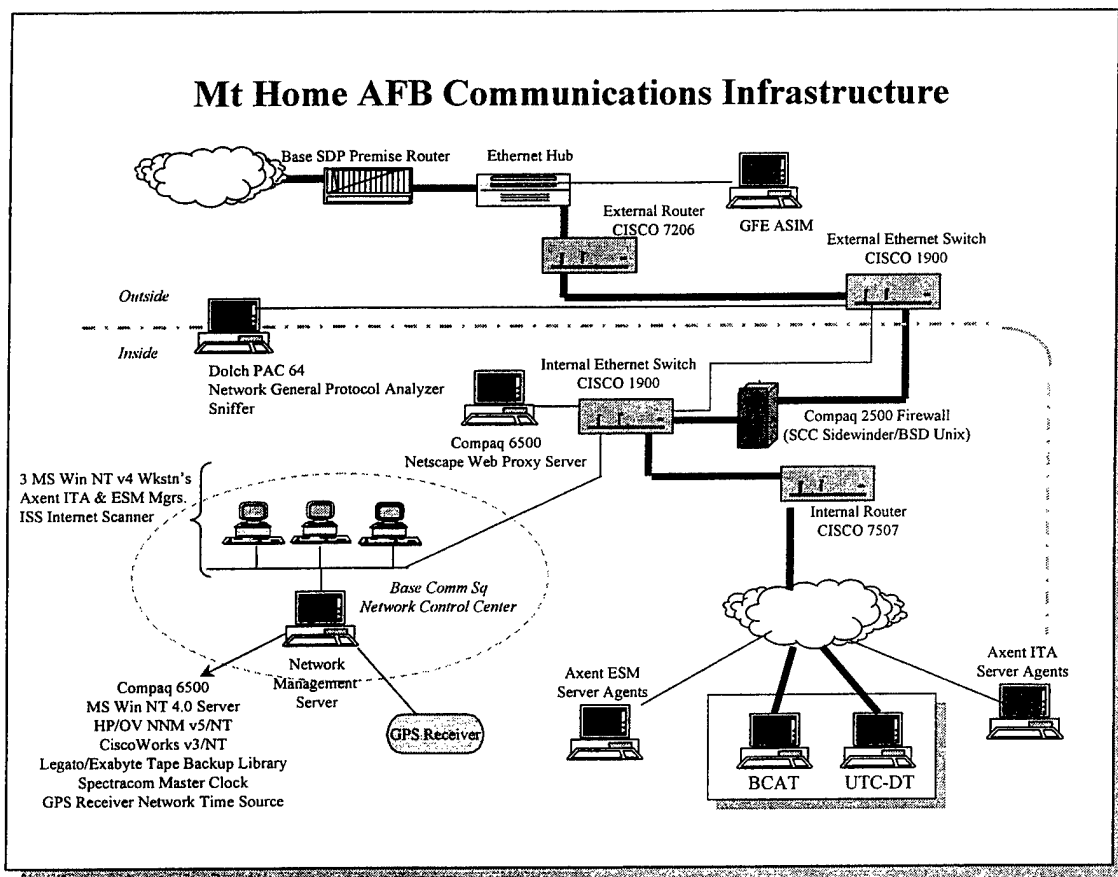 Mt Home AFB Communications Infrastructure
Base SDP Premise Router
Ethernet Hub
GFE ASIM
External Router
CISCO 7206
External Ethernet Switch
CISCO 1900
Outside
Inside
Dolch PAC 64
Network General Protocol Analyzer
Sniffer
Internal Ethernet Switch
CISCO 1900
Compaq 6500
Netscape Web Proxy Server
Compaq 2500 Firewall
(SCC Sidewinder/BSD Unix)
Internal Router
CISCO 7507
3 MS Win NT v4 Wkstn's
Axent ITA & ESM Mgrs.
ISS Internet Scanner
Base Comm Sq
Network Control Center
Network
Management
Server
Compaq 6500
MS Win NT 4.0 Server
HP/OV NNM v5/NT
CiscoWorks v3/NT
Legato/Exabyte Tape Backup Library
Spectracom Master Clock
GPS Receiver Network Time Source
GPS Receiver
Axent ESM
Server Agents
BCAT
UTC-DT
Axent ITA
Server Agents